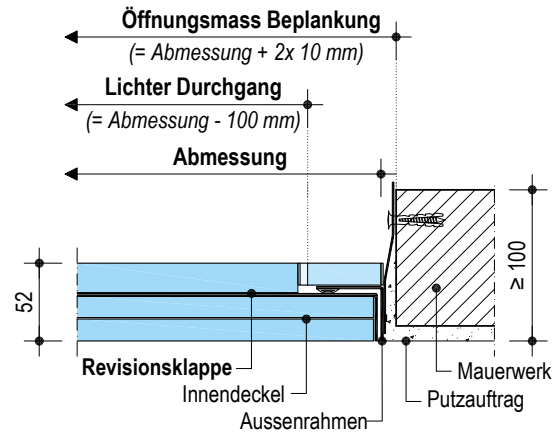 Öffnungsmass Beplankung
(= Abmessung + 2x 10 mm)
Lichter Durchgang
(= Abmessung - 100 mm)
Abmessung
52
≥ 100
Revisionsklappe
Innendeckel
Aussenrahmen
Mauerwerk
Putzauftrag